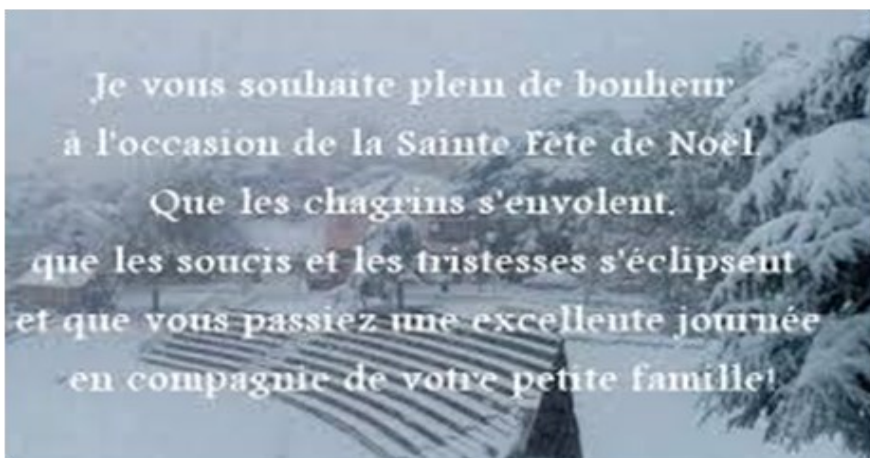 Je vous souhaite plein de bonheur
à l'occasion de la Sainte Fète de Noël.
Que les chagrins s'envolent,
que les soucis et les tristesses s'éclipsent
et que vous passiez une excellente journée
en compagnie de votre petite famille!